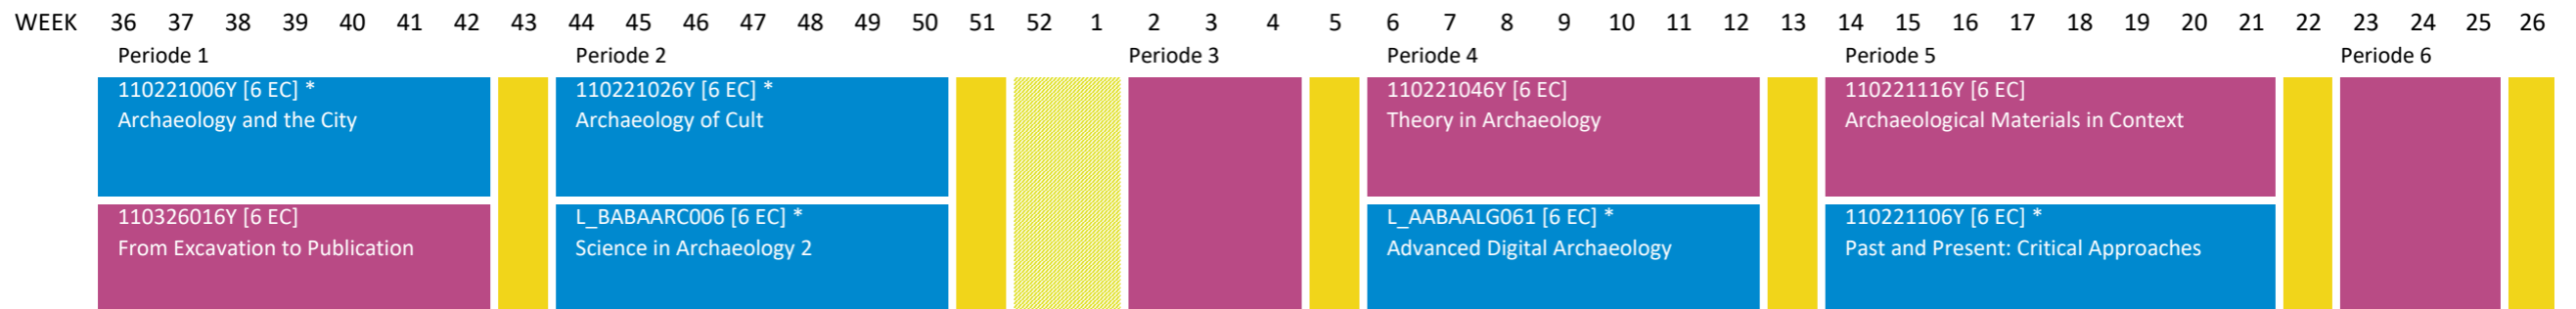 WEEK 36 37 38 39 40 41 42 43 44 45 46 47 48 49 50 51 52 1 2 3 4 5 6 7 8 9 10 11 12 13 14 15 16 17 18 19 20 21 22 23 24 25 26
Periode 1 Periode 2 Periode 3 Periode 4 Periode 5 Periode 6
110221006Y [6 EC] *
Archaeology and the City
110221026Y [6 EC] *
Archaeology of Cult
110221046Y [6 EC]
Theory in Archaeology
110221116Y [6 EC]
Archaeological Materials in Context
110326016Y [6 EC]
From Excavation to Publication
L_BABAARC006 [6 EC] *
Science in Archaeology 2
L_AABAALG061 [6 EC] *
Advanced Digital Archaeology
110221106Y [6 EC] *
Past and Present: Critical Approaches